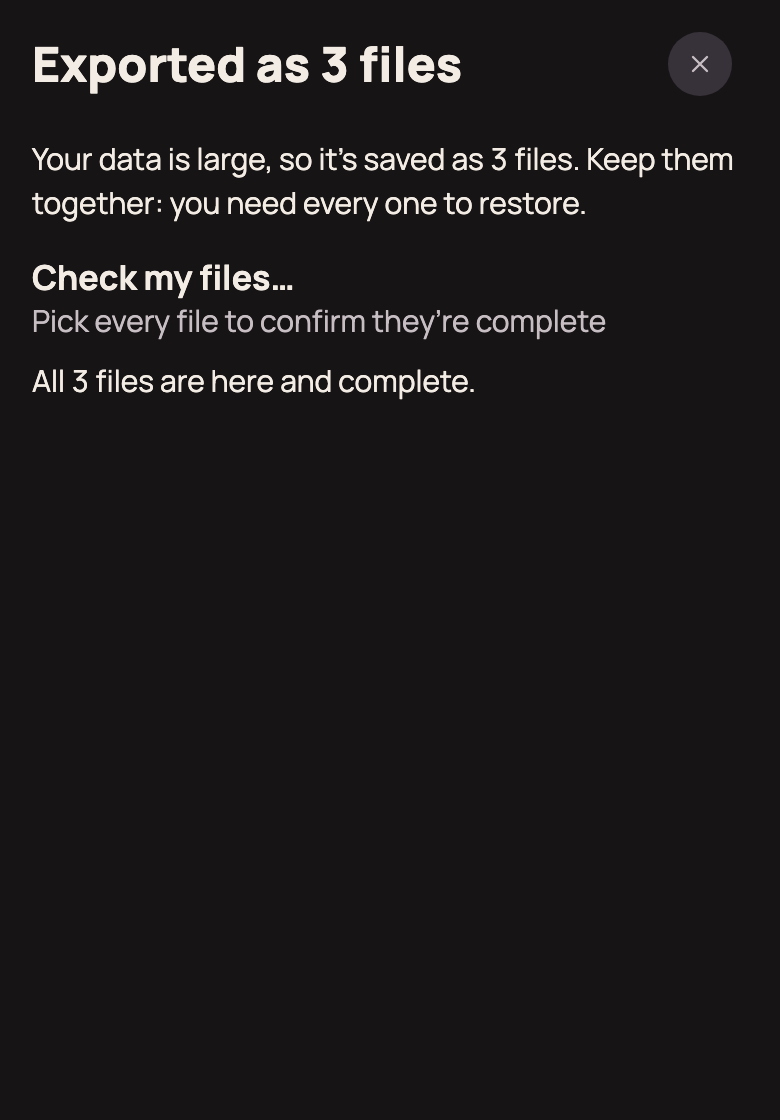 Exported as 3 files
Your data is large, so it’s saved as 3 files. Keep them
together: you need every one to restore.
Check my files…
Pick every file to confirm they’re complete
All 3 files are here and complete.